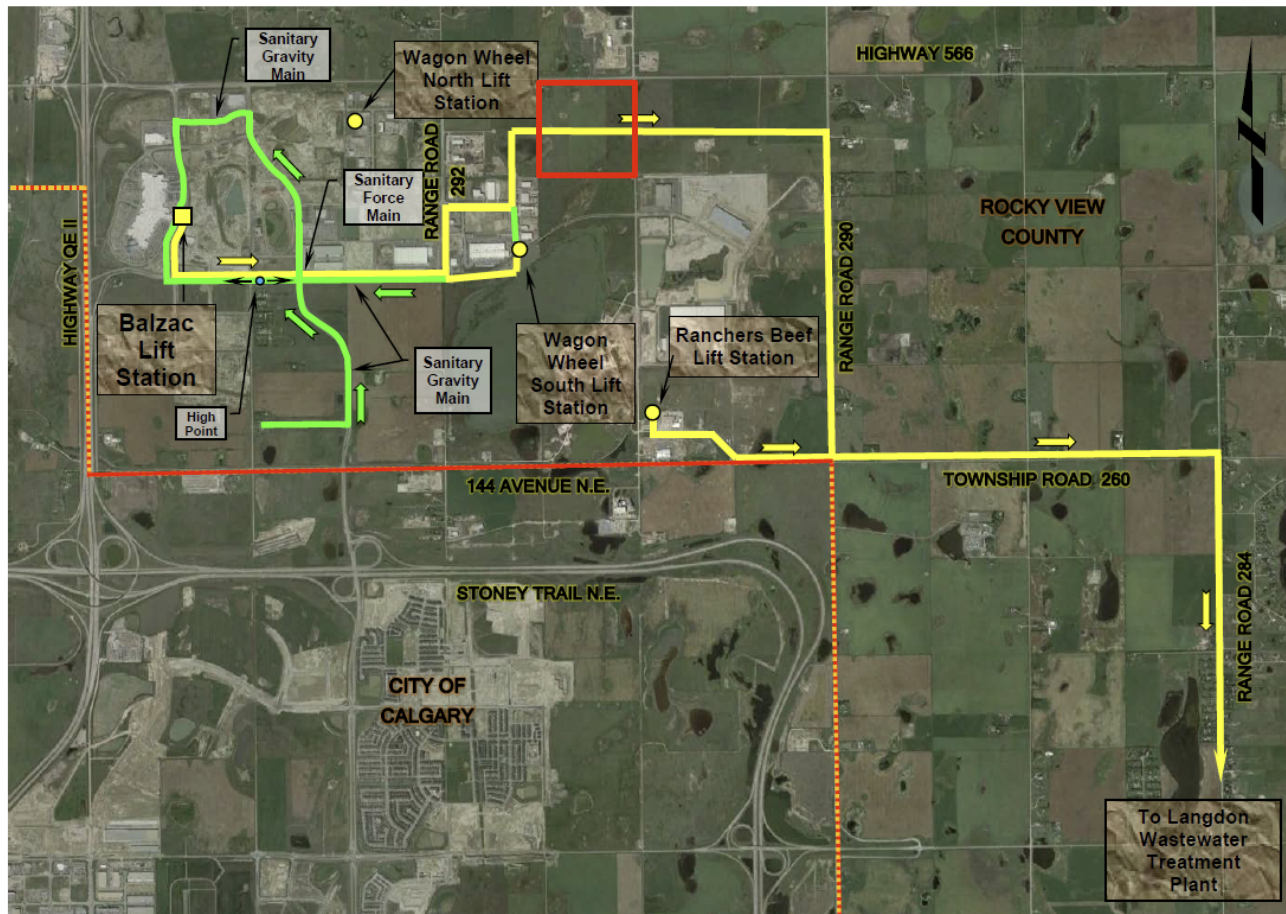 Sanitary
Gravity
Main
Wagon Wheel
North Lift
Station
HIGHWAY 566
RANGE ROAD
292
Sanitary
Force
Main
ROCKY VIEW
COUNTY
HIGHWAY QE II
RANGE ROAD 290
Balzac
Lift
Station
High
Point
Sanitary
Gravity
Main
Wagon
Wheel
South Lift
Station
Ranchers Beef
Lift Station
144 AVENUE N.E.
TOWNSHIP ROAD 260
STONEY TRAIL N.E.
RANGE ROAD 284
CITY OF
CALGARY
To Langdon
Wastewater
Treatment
Plant